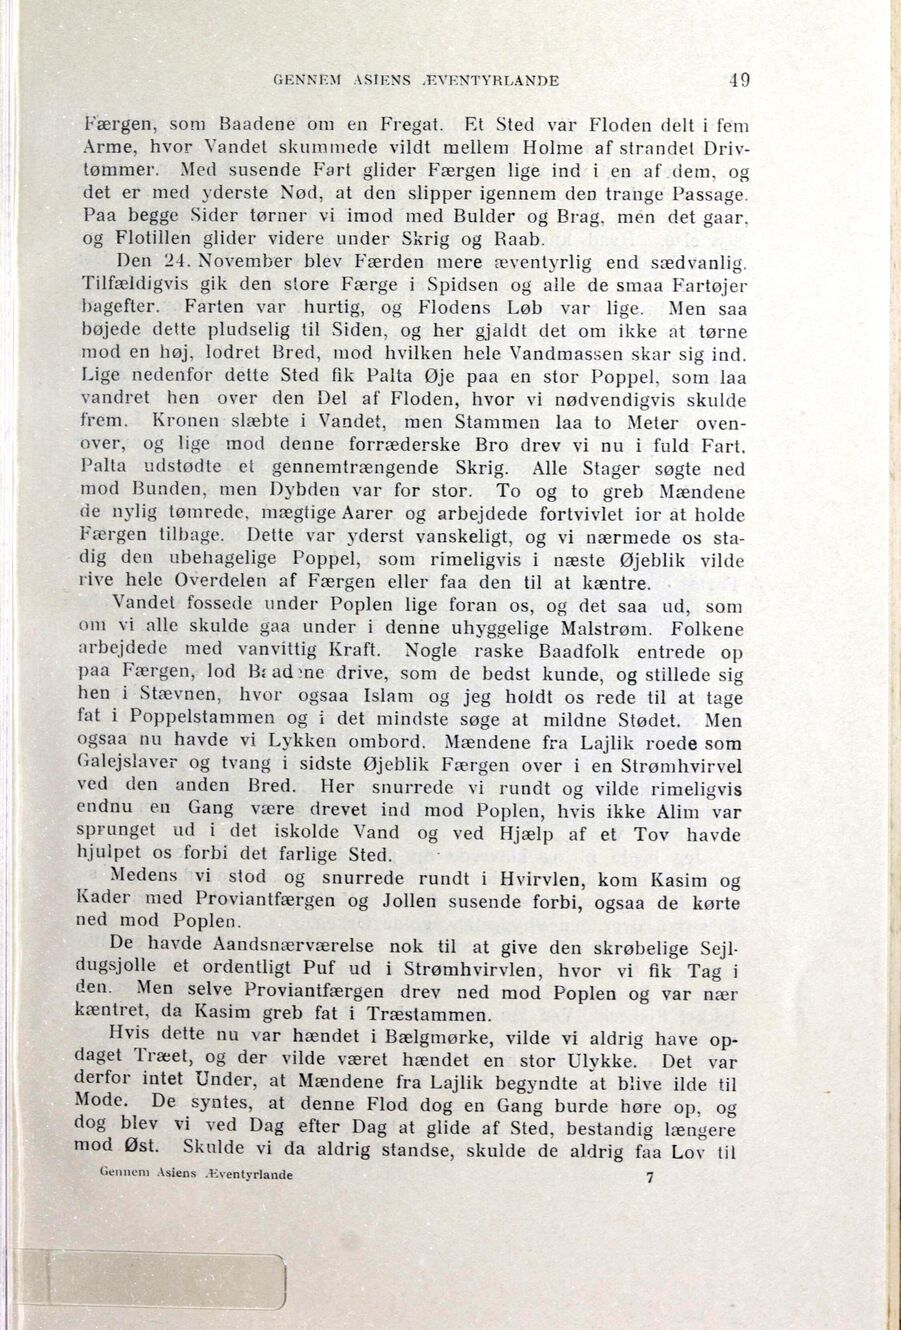 GENNEM ASIENS ÆVENTYRLANDE 49
Færgen, som Baadene om en Fregat. Et Sted var Floden delt i fem
Arme, hvor Vandet skummede vildt mellem Holme af strandet Driv-
tømmer. Med susende Fart glider Færgen lige ind i en af dem, og
det er med yderste Nød, at den slipper igennem den trange Passage.
Paa begge Sider tørner vi imod med Bulder og Brag, men det gaar,
og Flotillen glider videre under Skrig og Raab.
Den 24. November blev Færden mere æventyrlig end sædvanlig.
Tilfældigvis gik den store Færge i Spidsen og alle de smaa Fartøjer
bagefter. Farten var hurtig, og Flodens Løb var lige. Men saa
bøjede dette pludselig til Siden, og her gjaldt det om ikke at tørne
mod en høj, lodret Bred, mod hvilken hele Vandmassen skar sig ind.
Lige nedenfor dette Sted fik Palta Øje paa en stor Poppel, som laa
vandret hen over den Del af Floden, hvor vi nødvendigvis skulde
frem. Kronen slæbte i Vandet, men Stammen laa to Meter oven-
over, og lige mod denne forræderske Bro drev vi nu i fuld Fart.
Palta udstødte et gennemtrængende Skrig. Alle Stager søgte ned
mod Bunden, men Dybden var for stor. To og to greb Mændene
de nylig tømrede, mægtige Aarer og arbejdede fortvivlet ior at holde
Færgen tilbage. Dette var yderst vanskeligt, og vi nærmede os sta-
dig den ubehagelige Poppel, som rimeligvis i næste Øjeblik vilde
rive hele Overdelen af Færgen eller faa den til at kæntre.
Vandet fossede under Poplen lige foran os, og det saa ud, som
om vi alle skulde gaa under i denne uhyggelige Malstrøm. Folkene
arbejdede med vanvittig Kraft. Nogle raske Baadfolk entrede op
paa Færgen, lod Baadene drive, som de bedst kunde, og stillede sig
hen i Stævnen, hvor ogsaa Islam og jeg holdt os rede til at tage
fat i Poppelstammen og i det mindste søge at mildne Stødet. Men
ogsaa nu havde vi Lykken ombord. Mændene fra Lajlik roede som
Galejslaver og tvang i sidste Øjeblik Færgen over i en Strømhvirvel
ved den anden Bred. Her snurrede vi rundt og vilde rimeligvis
endnu en Gang være drevet ind mod Poplen, hvis ikke Alim var
sprunget ud i det iskolde Vand og ved Hjælp af et Tov havde
hjulpet os forbi det farlige Sted.
Medens vi stod og snurrede rundt i Hvirvlen, kom Kasim og
Kader med Proviantfærgen og Jollen susende forbi, ogsaa de kørte
ned mod Poplen.
De havde Aandsnærværelse nok til at give den skrøbelige Sejl-
dugsjolle et ordentligt Puf ud i Strømhvirvlen, hvor vi fik Tag i
den. Men selve Proviantfærgen drev ned mod Poplen og var nær
kæntret, da Kasim greb fat i Træstammen.
Hvis dette nu var hændet i Bælgmørke, vilde vi aldrig have op-
daget Træet, og der vilde været hændet en stor Ulykke. Det var
derfor intet Under, at Mændene fra Lajlik begyndte at blive ilde til
Mode. De syntes, at denne Flod dog en Gang burde høre op, og
dog blev vi ved Dag efter Dag at glide af Sted, bestandig længere
mod Øst. Skulde vi da aldrig standse, skulde de aldrig faa Lov til
Gennem Asiens Æventyrlande 7